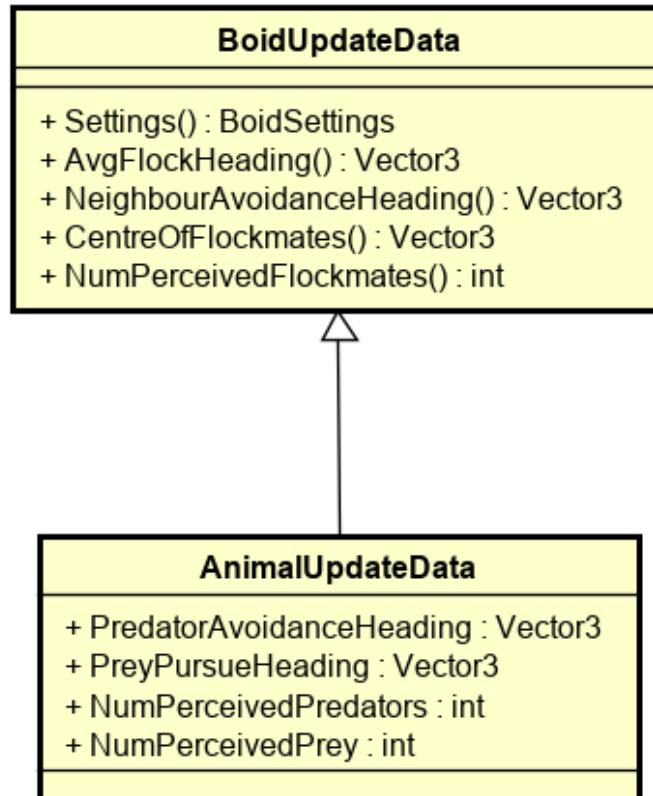 BoidUpdateData
+ Settings() : BoidSettings
+ AvgFlockHeading() : Vector3
+ NeighbourAvoidanceHeading() : Vector3
+ CentreOfFlockmates() : Vector3
+ NumPerceivedFlockmates() : int
AnimalUpdateData
+ PredatorAvoidanceHeading : Vector3
+ PreyPursueHeading : Vector3
+ NumPerceivedPredators : int
+ NumPerceivedPrey : int